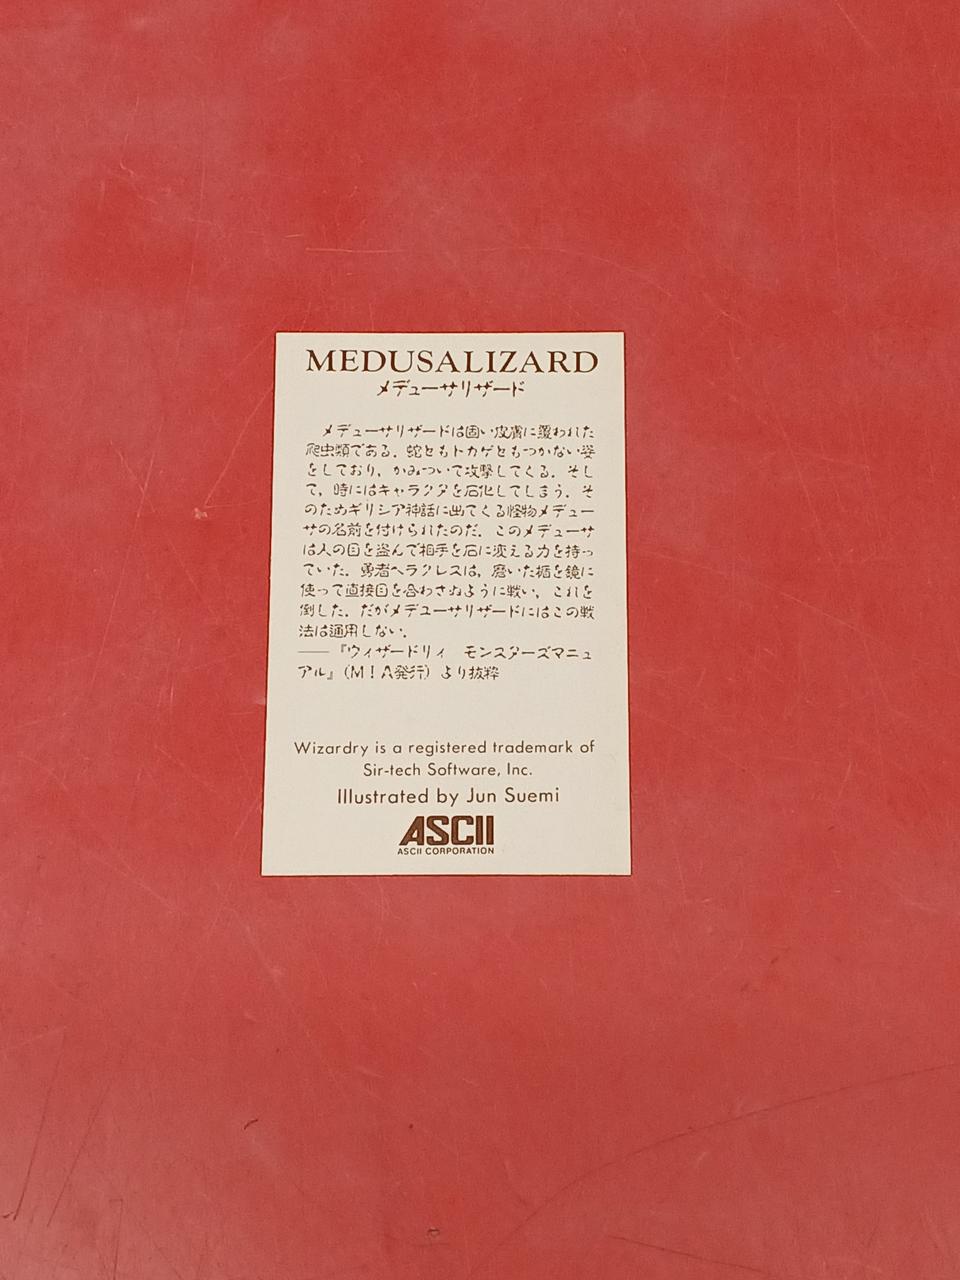 MEDUSALIZARD
メデューサリザード
メデューサリザードは固い皮膚に覆われた
爬虫類である。蛇ともトカゲともつかない姿
をしており，かみついて攻撃してくる。そし
て，時にはキャラクタを石化してしまう。そ
のためギリシア神話に出てくる怪物メデュー
サの名前を付けられたのだ。このメデューサ
は人の目を盗んで相手を石に変える力を持っ
ていた。勇者ヘラクレスは，磨いた楯を鏡に
使って直接目を合わさぬように戦い，これを
倒した。だがメデューサリザードにはこの戦
法は通用しない。
——『ウィザードリィ　モンスターズマニュ
アル』（MIA発行）より抜粋
Wizardry is a registered trademark of
Sir-tech Software, Inc.
Illustrated by Jun Suemi
ASCII
ASCII CORPORATION